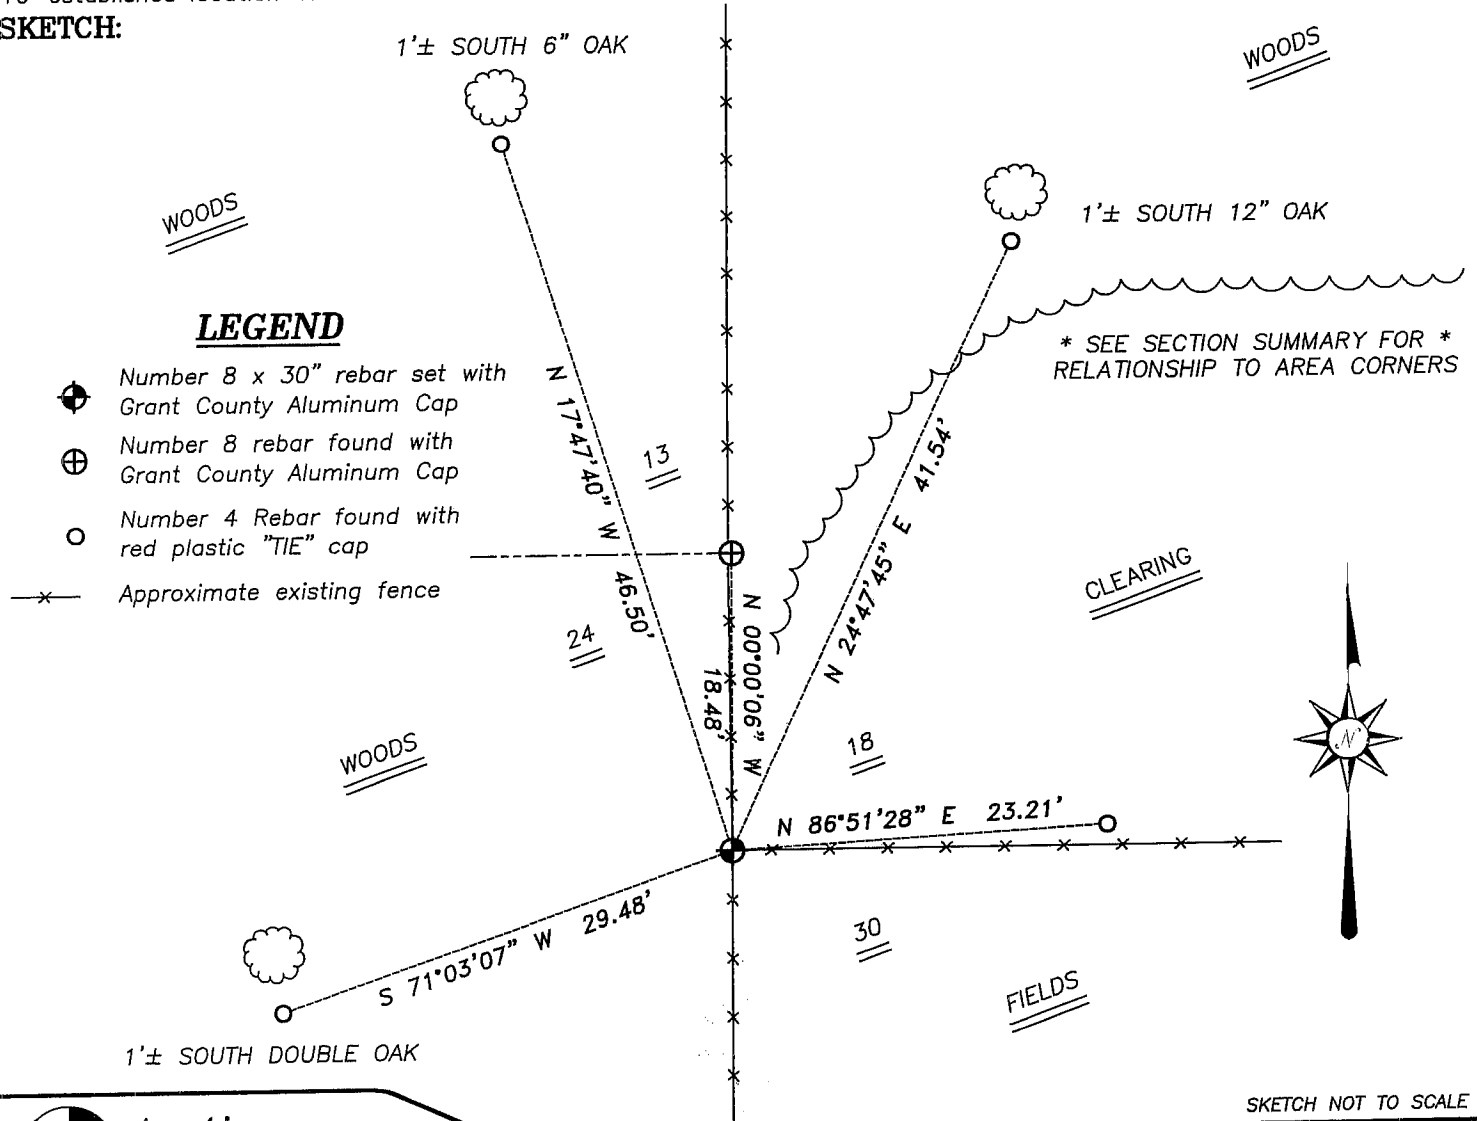 SKETCH:
1'± SOUTH 6" OAK
WOODS
WOODS
1'± SOUTH 12" OAK
LEGEND
Number 8 x 30" rebar set with
Grant County Aluminum Cap
Number 8 rebar found with
Grant County Aluminum Cap
Number 4 Rebar found with
red plastic "TIE" cap
Approximate existing fence
* SEE SECTION SUMMARY FOR *
RELATIONSHIP TO AREA CORNERS
N 17°47'40" W 46.50'
13
N 24°47'45" E 41.54'
CLEARING
24
N 00°00'06" W
18.48'
WOODS
18
N
N 86°51'28" E 23.21'
S 71°03'07" W 29.48'
30
FIELDS
1'± SOUTH DOUBLE OAK
SKETCH NOT TO SCALE